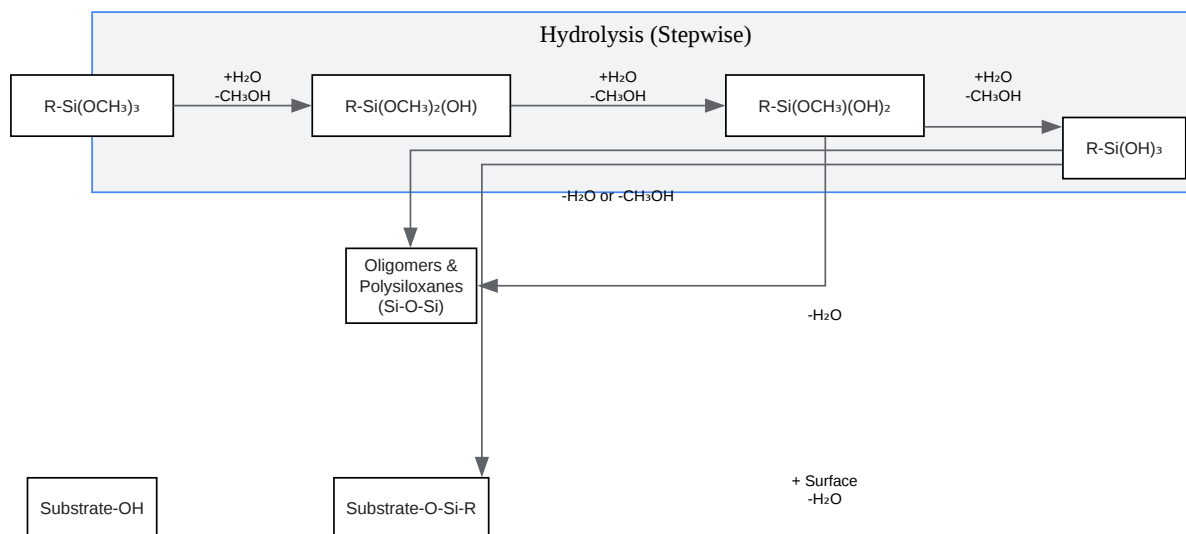 Hydrolysis (Stepwise)
R-Si(OCH₃)₃
+H₂O
-CH₃OH
R-Si(OCH₃)₂(OH)
+H₂O
-CH₃OH
R-Si(OCH₃)(OH)₂
+H₂O
-CH₃OH
R-Si(OH)₃
-H₂O or -CH₃OH
Oligomers &
Polysiloxanes
(Si-O-Si)
-H₂O
Substrate-OH
Substrate-O-Si-R
+ Surface
-H₂O